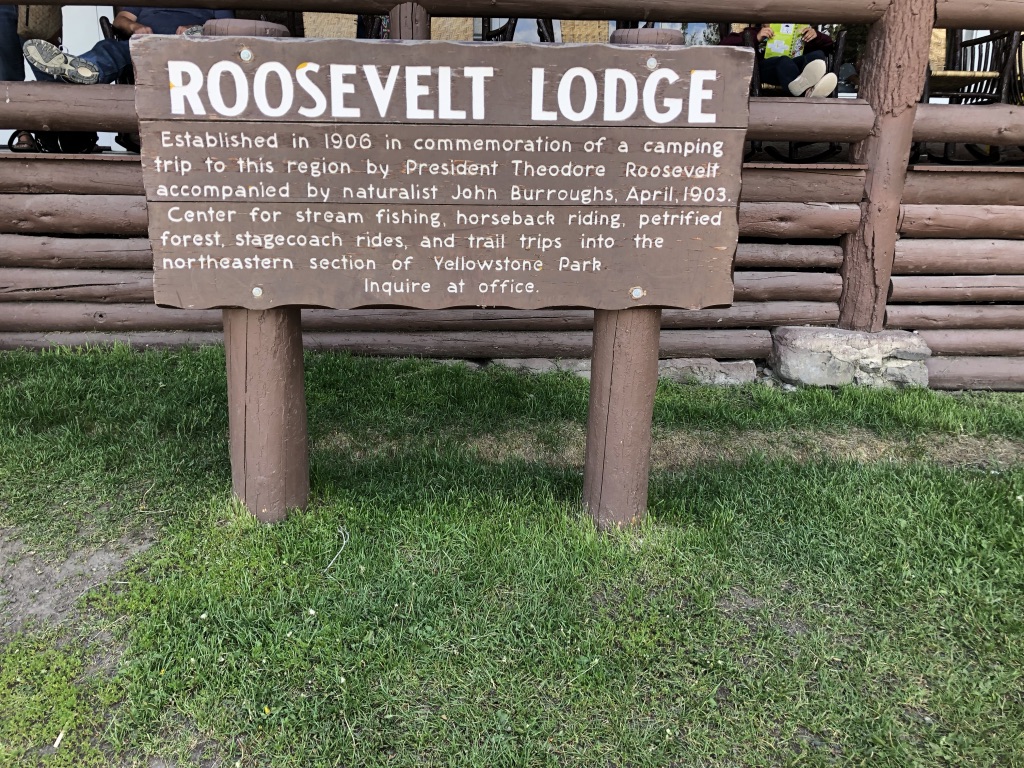 ROOSEVELT LODGE
Established in 1906 in commemoration of a camping
trip to this region by President Theodore Roosevelt
accompanied by naturalist John Burroughs, April, 1903.
Center for stream fishing, horseback riding, petrified
forest, stagecoach rides, and trail trips into the
northeastern section of Yellowstone Park.
Inquire at office.